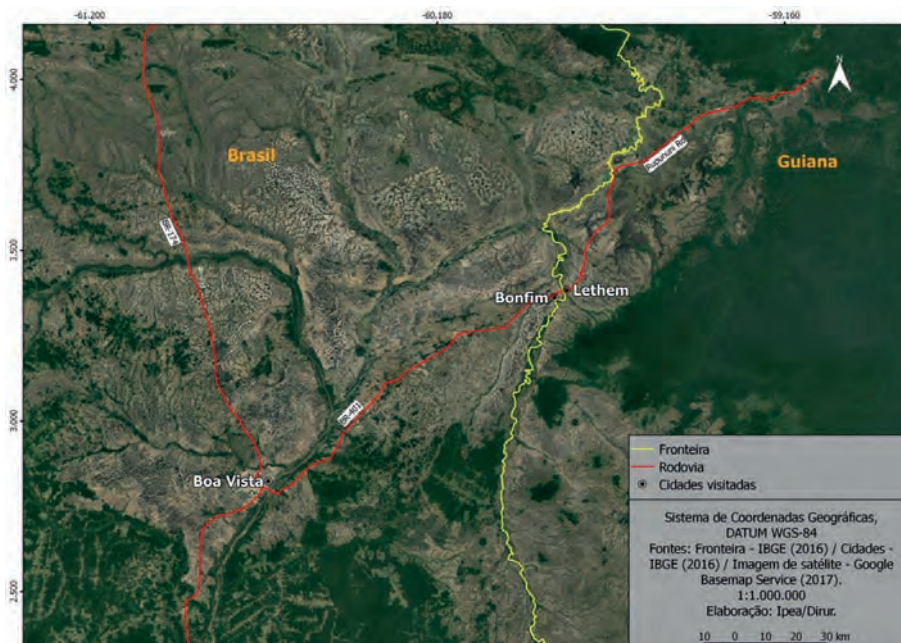 -61.200
-60.180
-59.160
4.000
3.500
3.000
2.500
N
Brasil
Guiana
Rupununi Rd
BR-174
Lethem
Bonfim
BR-401
Boa Vista
Fronteira
Rodovia
Cidades visitadas
Sistema de Coordenadas Geográficas,
DATUM WGS-84
Fontes: Fronteira - IBGE (2016) / Cidades -
IBGE (2016) / Imagem de satélite - Google
Basemap Service (2017).
1:1.000.000
Elaboração: Ipea/Dirur.
10 0 10 20 30 km